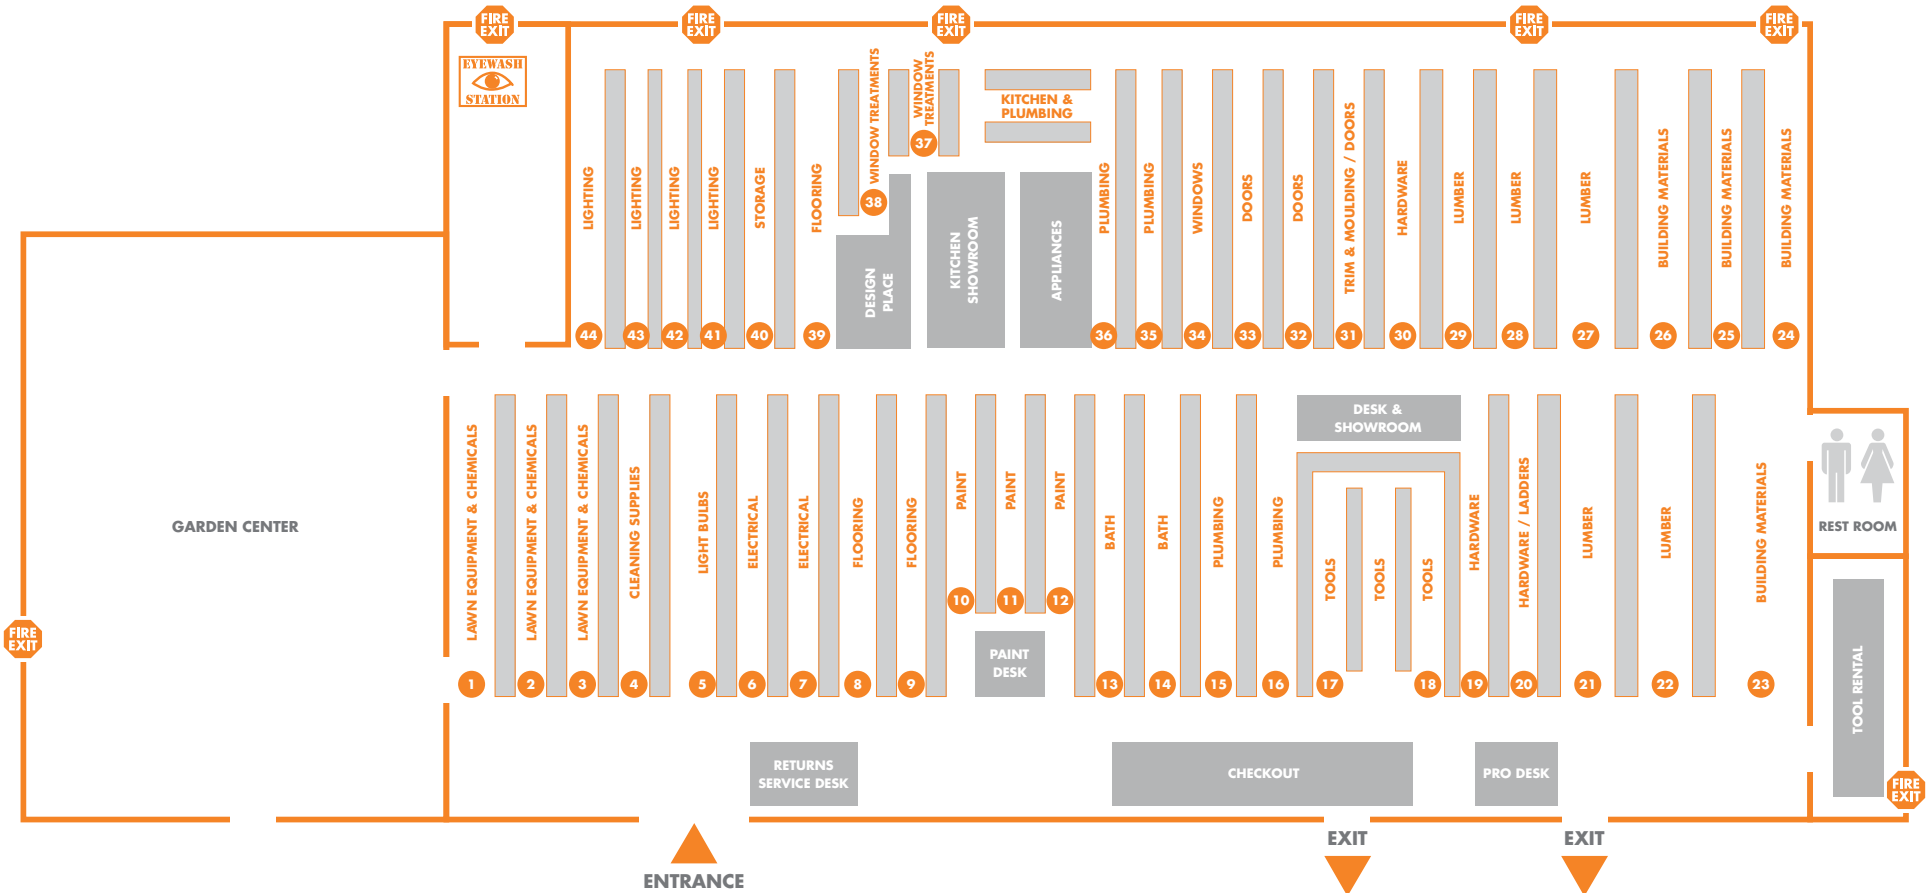 FIRE
EXIT
FIRE
EXIT
FIRE
EXIT
FIRE
EXIT
FIRE
EXIT
EYEWASH
STATION
LIGHTING
44
LIGHTING
43
LIGHTING
42
LIGHTING
41
STORAGE
40
FLOORING
39
WINDOW TREATMENTS
38
WINDOW
TREATMENTS
37
KITCHEN &
PLUMBING
DESIGN
PLACE
KITCHEN
SHOWROOM
APPLIANCES
PLUMBING
36
PLUMBING
35
WINDOWS
34
DOORS
33
DOORS
32
TRIM & MOULDING / DOORS
31
HARDWARE
30
LUMBER
29
LUMBER
28
LUMBER
27
BUILDING MATERIALS
26
BUILDING MATERIALS
25
BUILDING MATERIALS
24
GARDEN CENTER
FIRE
EXIT
LAWN EQUIPMENT & CHEMICALS
1
LAWN EQUIPMENT & CHEMICALS
2
LAWN EQUIPMENT & CHEMICALS
3
CLEANING SUPPLIES
4
LIGHT BULBS
5
ELECTRICAL
6
ELECTRICAL
7
FLOORING
8
FLOORING
9
PAINT
10
PAINT
11
PAINT
12
PAINT
DESK
BATH
13
BATH
14
PLUMBING
15
PLUMBING
16
DESK &
SHOWROOM
TOOLS
17
TOOLS
TOOLS
18
HARDWARE
19
HARDWARE / LADDERS
20
LUMBER
21
LUMBER
22
BUILDING MATERIALS
23
REST ROOM
TOOL RENTAL
FIRE
EXIT
RETURNS
SERVICE DESK
CHECKOUT
PRO DESK
ENTRANCE
EXIT
EXIT